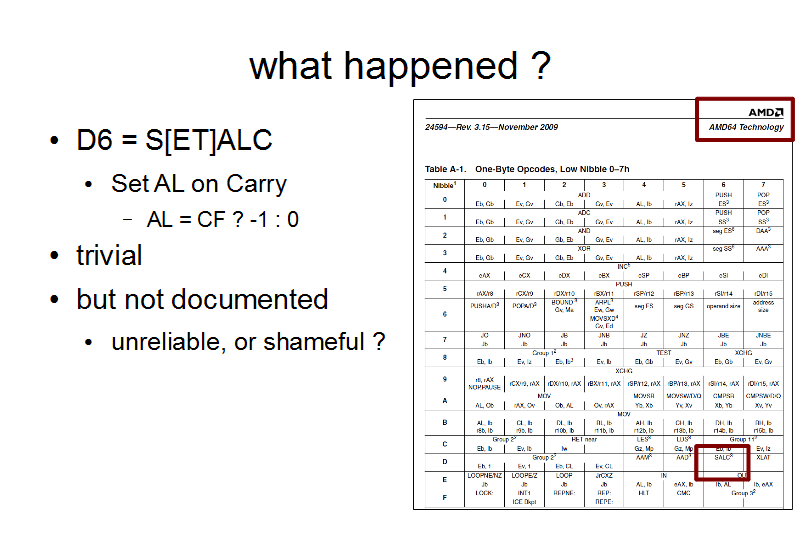 what happened ?
• D6 = S[ET]ALC
• Set AL on Carry
– AL = CF ? -1 : 0
• trivial
• but not documented
• unreliable, or shameful ?
AMD
24594—Rev. 3.15—November 2009 AMD64 Technology
Table A-1. One-Byte Opcodes, Low Nibble 0–7h
Nibble1 0 1 2 3 4 5 6 7
0 ADD PUSH POP
Eb, Gb Ev, Gv Gb, Eb Gv, Ev AL, Ib rAX, Iz ES3 ES3
1 ADC PUSH POP
Eb, Gb Ev, Gv Gb, Eb Gv, Ev AL, Ib rAX, Iz SS3 SS3
2 AND seg ES6 DAA3
Eb, Gb Ev, Gv Gb, Eb Gv, Ev AL, Ib rAX, Iz
3 XOR seg SS6 AAA3
Eb, Gb Ev, Gv Gb, Eb Gv, Ev AL, Ib rAX, Iz
4 INC5
eAX eCX eDX eBX eSP eBP eSI eDI
5 PUSH
rAX/r8 rCX/r9 rDX/r10 rBX/r11 rSP/r12 rBP/r13 rSI/r14 rDI/r15
6 PUSHA/D3 POPA/D3 BOUND3 ARPL3 seg FS seg GS operand size address
Gv, Ma Ew, Gw size
MOVSXD4
Gv, Ed
7 JO JNO JB JNB JZ JNZ JBE JNBE
Jb Jb Jb Jb Jb Jb Jb Jb
8 Group 12 TEST XCHG
Eb, Ib Ev, Iz Eb, Ib3 Ev, Ib Eb, Gb Ev, Gv Eb, Gb Ev, Gv
9 XCHG
r8, rAX rCX/r9, rAX rDX/r10, rAX rBX/r11, rAX rSP/r12, rAX rBP/r13, rAX rSI/r14, rAX rDI/r15, rAX
NOP,PAUSE
A MOV MOVSB MOVSW/D/Q CMPSB CMPSW/D/Q
AL, Ob rAX, Ov Ob, AL Ov, rAX Yb, Xb Yv, Xv Xb, Yb Xv, Yv
B MOV
AL, Ib CL, Ib DL, Ib BL, Ib AH, Ib CH, Ib DH, Ib BH, Ib
r8b, Ib r9b, Ib r10b, Ib r11b, Ib r12b, Ib r13b, Ib r14b, Ib r15b, Ib
C Group 22 RET near LES3 LDS3 Group 112
Eb, Ib Ev, Ib Iw Gz, Mp Gz, Mp Eb, Ib Ev, Iz
D Group 22 AAM3 AAD3 SALC3 XLAT
Eb, 1 Ev, 1 Eb, CL Ev, CL
E LOOPNE/NZ LOOPE/Z LOOP JrCXZ IN OUT
Jb Jb Jb Jb AL, Ib eAX, Ib Ib, AL Ib, eAX
F LOCK: INT1 REPNE: REP: HLT CMC Group 32
ICE Bkpt REPE: